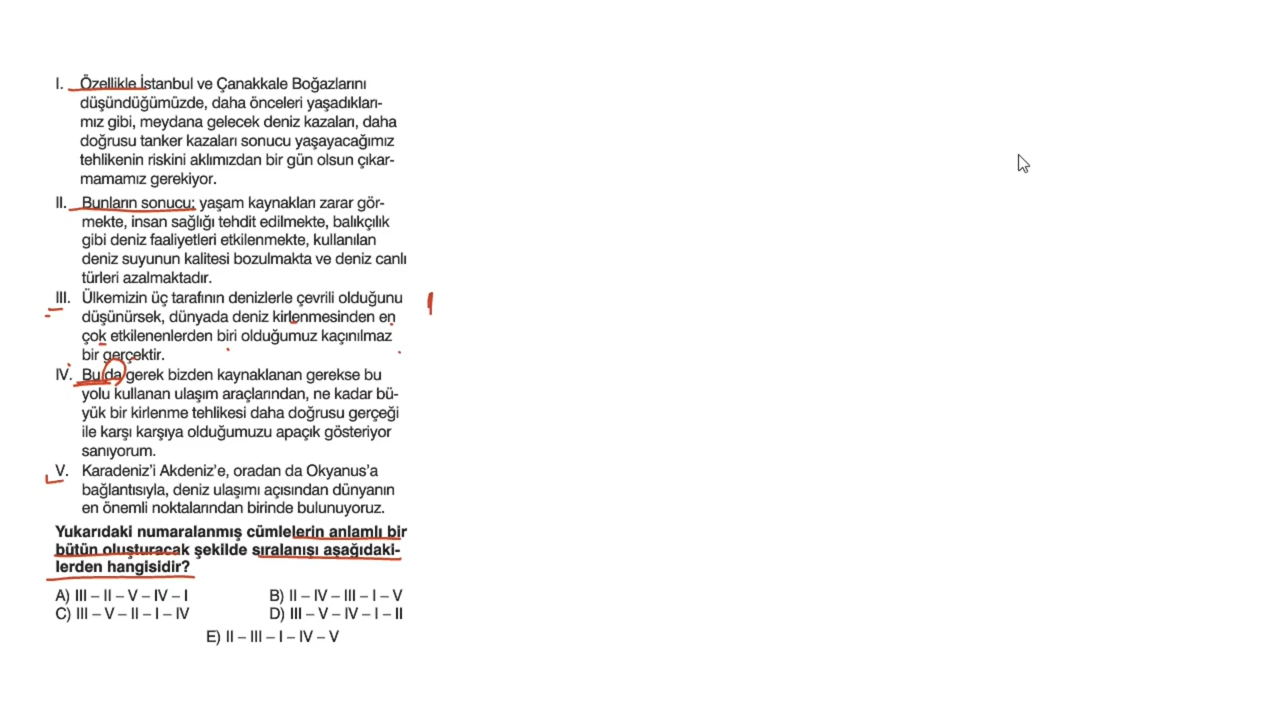 I. Özellikle İstanbul ve Çanakkale Boğazlarını
düşündüğümüzde, daha önceleri yaşadıkları-
mız gibi, meydana gelecek deniz kazaları, daha
doğrusu tanker kazaları sonucu yaşayacağımız
tehlikenin riskini aklımızdan bir gün olsun çıkar-
mamamız gerekiyor.
II. Bunların sonucu; yaşam kaynakları zarar gör-
mekte, insan sağlığı tehdit edilmekte, balıkçılık
gibi deniz faaliyetleri etkilenmekte, kullanılan
deniz suyunun kalitesi bozulmakta ve deniz canlı
türleri azalmaktadır.
III. Ülkemizin üç tarafının denizlerle çevrili olduğunu
düşünürsek, dünyada deniz kirlenmesinden en
çok etkilenenlerden biri olduğumuz kaçınılmaz
bir gerçektir.
IV. Bu da gerek bizden kaynaklanan gerekse bu
yolu kullanan ulaşım araçlarından, ne kadar bü-
yük bir kirlenme tehlikesi daha doğrusu gerçeği
ile karşı karşıya olduğumuzu apaçık gösteriyor
sanıyorum.
V. Karadeniz'i Akdeniz'e, oradan da Okyanus'a
bağlantısıyla, deniz ulaşımı açısından dünyanın
en önemli noktalarından birinde bulunuyoruz.
Yukarıdaki numaralanmış cümlelerin anlamlı bir
bütün oluşturacak şekilde sıralanışı aşağıdaki-
lerden hangisidir?
A) III – II – V – IV – I B) II – IV – III – I – V
C) III – V – II – I – IV D) III – V – IV – I – II
E) II – III – I – IV – V